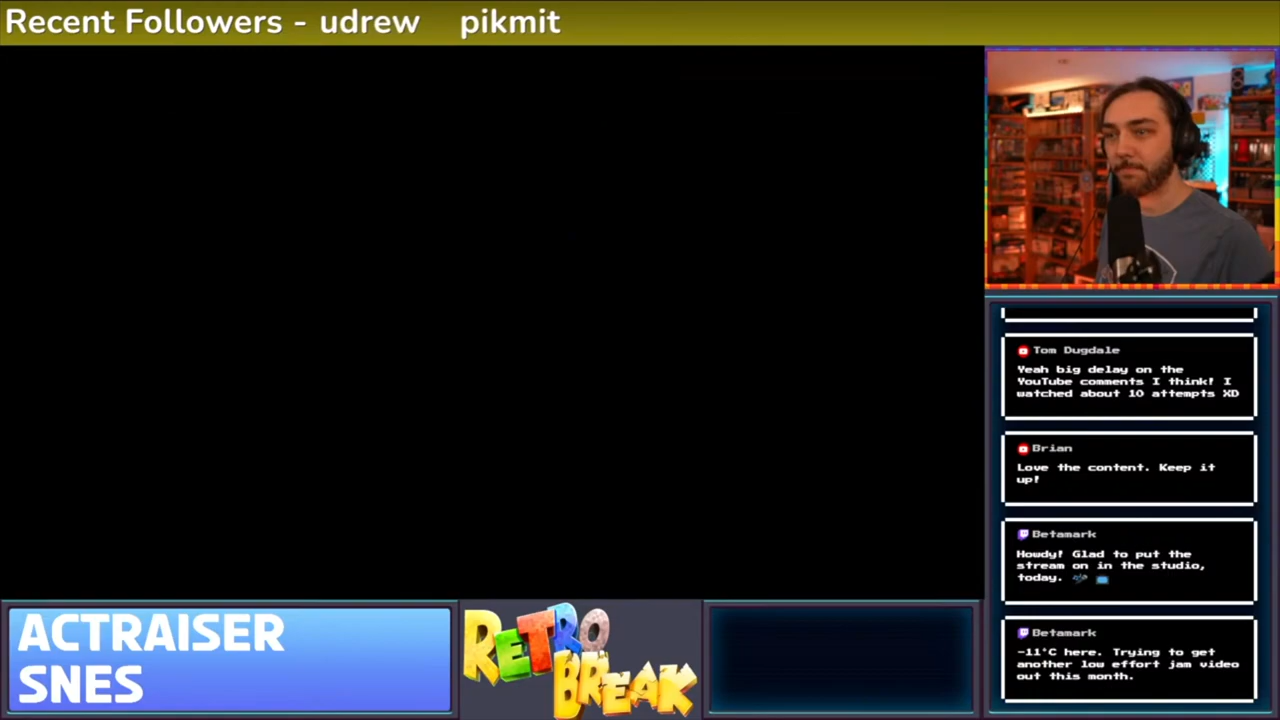 Recent Followers - udrew pikmit
Tom Dugdale
Yeah big delay on the
YouTube comments I think! I
watched about 10 attempts XD
Brian
Love the content. Keep it
up!
Betamark
Howdy! Glad to put the
stream on in the studio,
today.
Betamark
-11°C here. Trying to get
another low effort jam video
out this month.
ACTRAISER
SNES
RETRO
BREAK